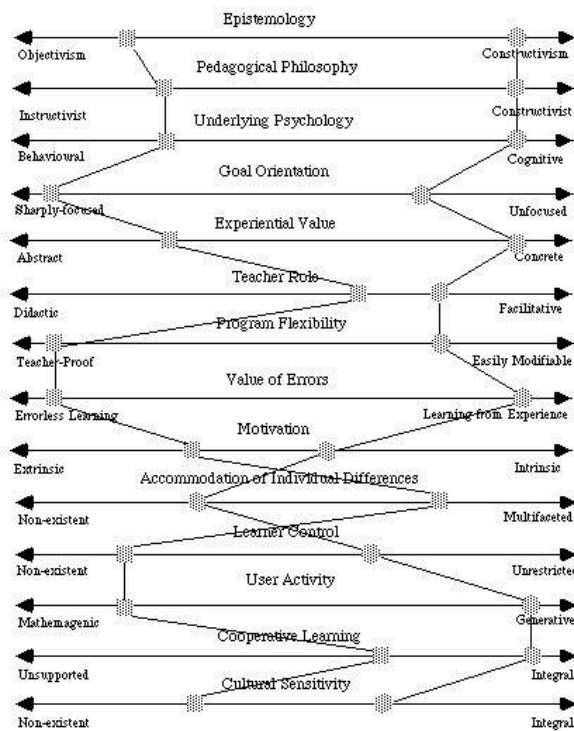 Epistemology
Objectivism Constructivism
Pedagogical Philosophy
Instructivist Constructivist
Underlying Psychology
Behavioural Cognitive
Goal Orientation
Sharply-focused Unfocused
Experiential Value
Abstract Concrete
Teacher Role
Didactic Facilitative
Program Flexibility
Teacher-Proof Easily Modifiable
Value of Errors
Errorless Learning Learning from Experience
Motivation
Extrinsic Intrinsic
Accommodation of Individual Differences
Non-existent Multifaceted
Learner Control
Non-existent Unrestricted
User Activity
Mathemagenic Generative
Cooperative Learning
Unsupported Integral
Cultural Sensitivity
Non-existent Integral